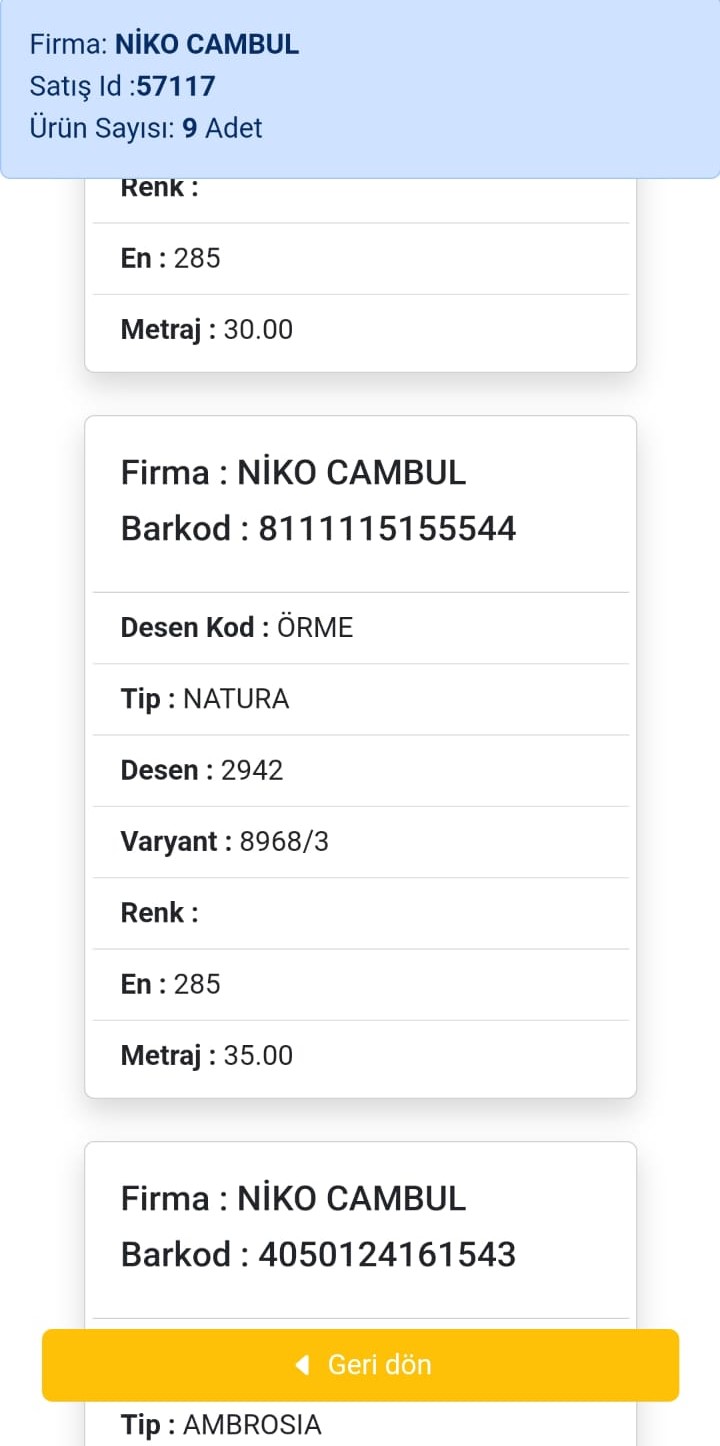 Firma: NİKO CAMBUL
Satış Id :57117
Ürün Sayısı: 9 Adet
Renk :
En : 285
Metraj : 30.00
Firma : NİKO CAMBUL
Barkod : 8111115155544
Desen Kod : ÖRME
Tip : NATURA
Desen : 2942
Varyant : 8968/3
Renk :
En : 285
Metraj : 35.00
Firma : NİKO CAMBUL
Barkod : 4050124161543
Geri dön
Tip : AMBROSIA